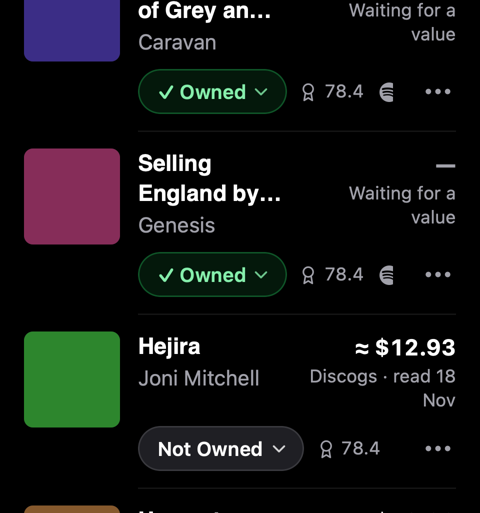 of Grey an...
Waiting for a
value
Caravan
✓ Owned
78.4
•••
Selling
England by...
—
Waiting for a
value
Genesis
✓ Owned
78.4
•••
Hejira
≈ $12.93
Joni Mitchell
Discogs · read 18
Nov
Not Owned
78.4
•••